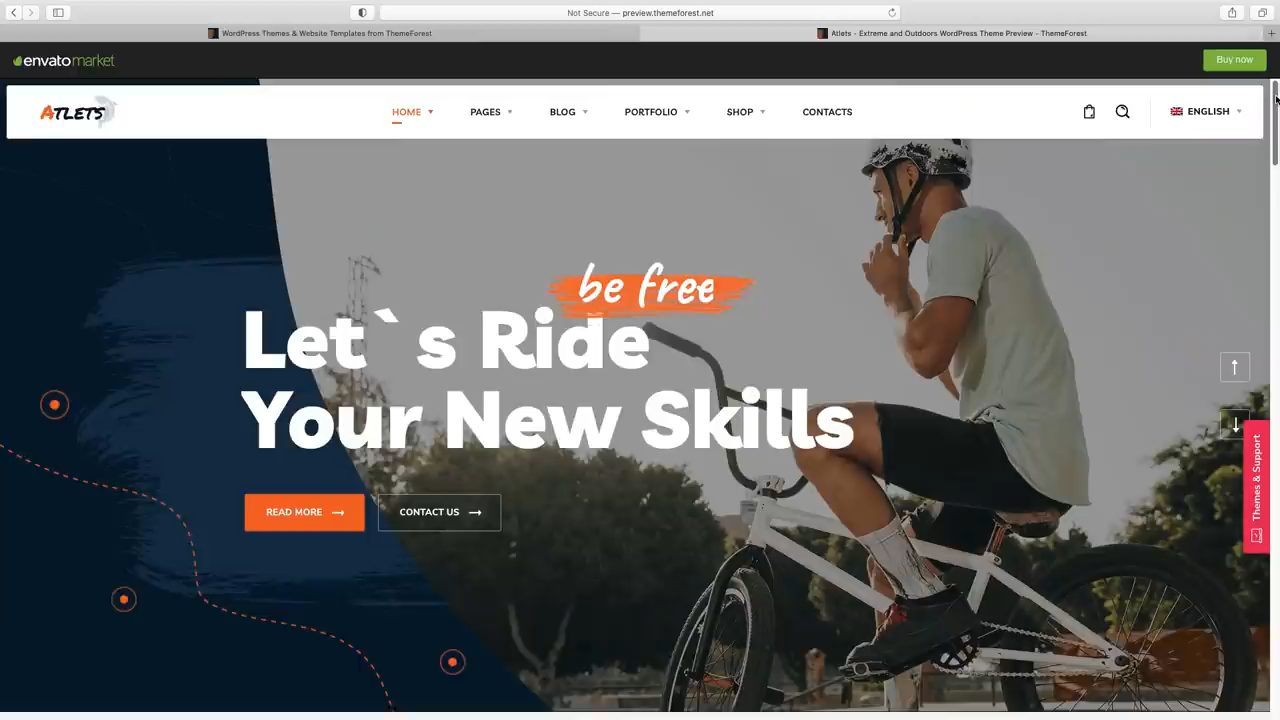 Not Secure — preview.themeforest.net
WordPress Themes & Website Templates from ThemeForest
Atlets - Extreme and Outdoors WordPress Theme Preview - ThemeForest
envatomarket
Buy now
ATLETS
HOME
PAGES
BLOG
PORTFOLIO
SHOP
CONTACTS
ENGLISH
be free
Let`s Ride
Your New Skills
READ MORE
CONTACT US
Themes & Support